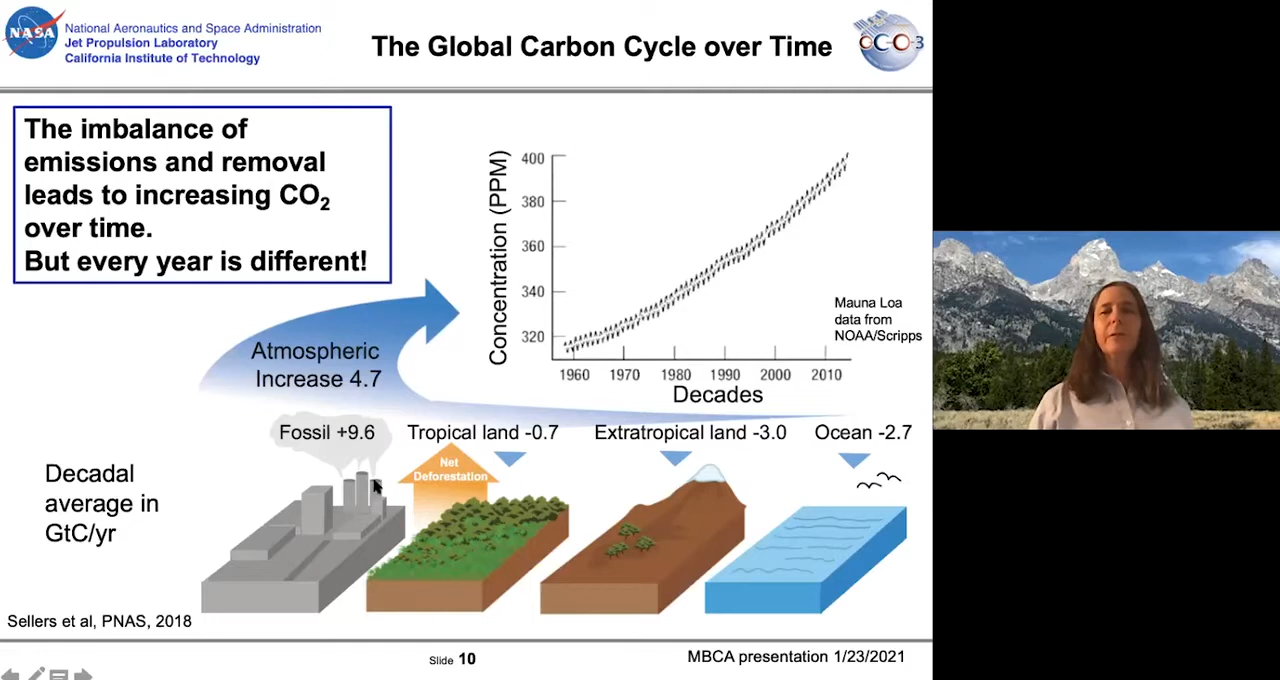 NASA
National Aeronautics and Space Administration
Jet Propulsion Laboratory
California Institute of Technology
The Global Carbon Cycle over Time
OCO-3
The imbalance of
emissions and removal
leads to increasing CO₂
over time.
But every year is different!
Concentration (PPM)
400
380
360
340
320
1960 1970 1980 1990 2000 2010
Decades
Mauna Loa
data from
NOAA/Scripps
Atmospheric
Increase 4.7
Fossil +9.6
Tropical land -0.7
Extratropical land -3.0
Ocean -2.7
Net
Deforestation
Decadal
average in
GtC/yr
Sellers et al, PNAS, 2018
Slide 10
MBCA presentation 1/23/2021